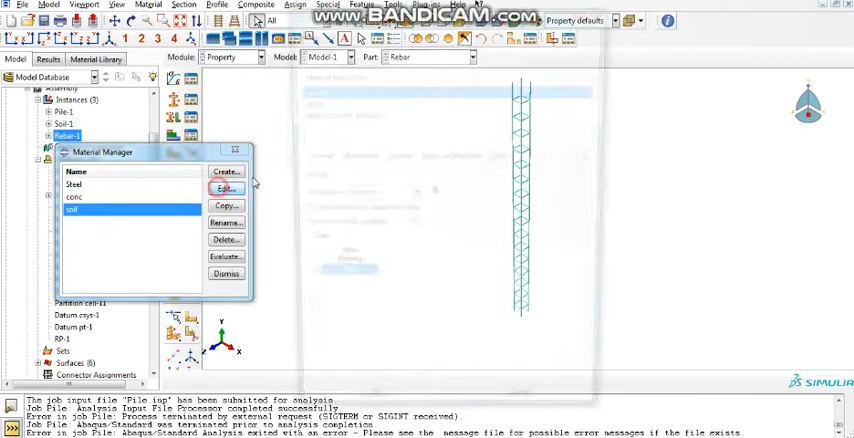 File Model Viewport View Material Section Profile Composite Assign Special Feature Tools Plug-ins Help
www.BANDICAM.com
All
Property defaults
1 2 3 4
A
Model Results Material Library
Module: Property Model: Model-1 Part: Rebar
Model Database
Assembly
Instances (3)
Pile-1
Soil-1
Rebar-1
Material Manager
Name
Create...
Steel
Edit...
conc
Copy...
soil
Rename...
Delete...
Evaluate...
Dismiss
Partition cell-11
Datum csys-1
Datum pt-1
RP-1
Sets
Surfaces (6)
Connector Assignments
Y
Z X
SIMULIA
The job input file "Pile inp" has been submitted for analysis.
Job Pile: Analysis Input File Processor completed successfully.
Error in job Pile: Process terminated by external request (SIGTERM or SIGINT received).
Job Pile: Abaqus/Standard was terminated prior to analysis completion
Error in job Pile: Abaqus/Standard Analysis exited with an error - Please see the message file for possible error messages if the file exists.